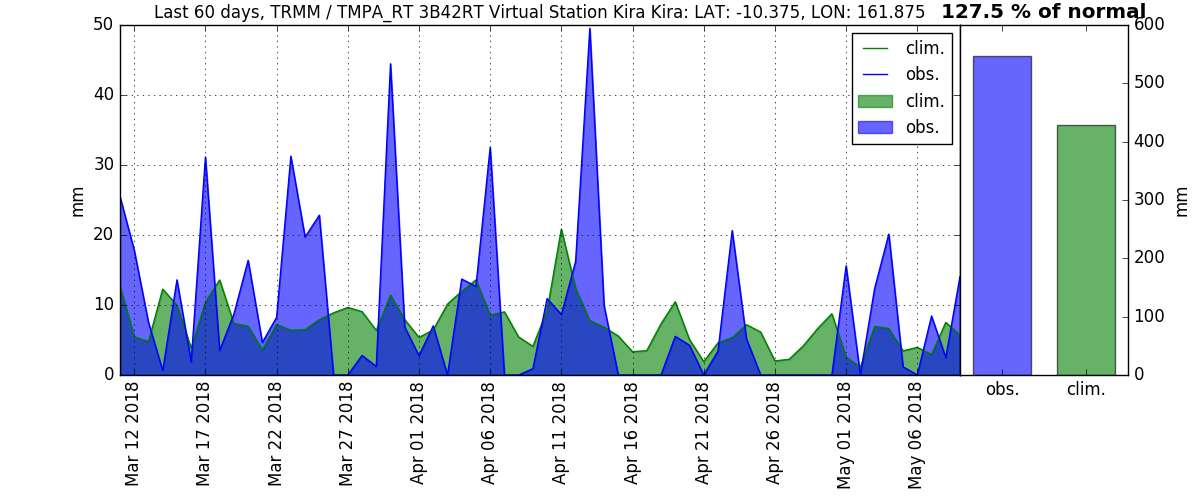 Last 60 days, TRMM / TMPA_RT 3B42RT Virtual Station Kira Kira: LAT: -10.375, LON: 161.875
127.5 % of normal
50
40
30
20
10
0
mm
clim.
obs.
clim.
obs.
Mar 12 2018
Mar 17 2018
Mar 22 2018
Mar 27 2018
Apr 01 2018
Apr 06 2018
Apr 11 2018
Apr 16 2018
Apr 21 2018
Apr 26 2018
May 01 2018
May 06 2018
600
500
400
300
200
100
0
mm
obs.
clim.